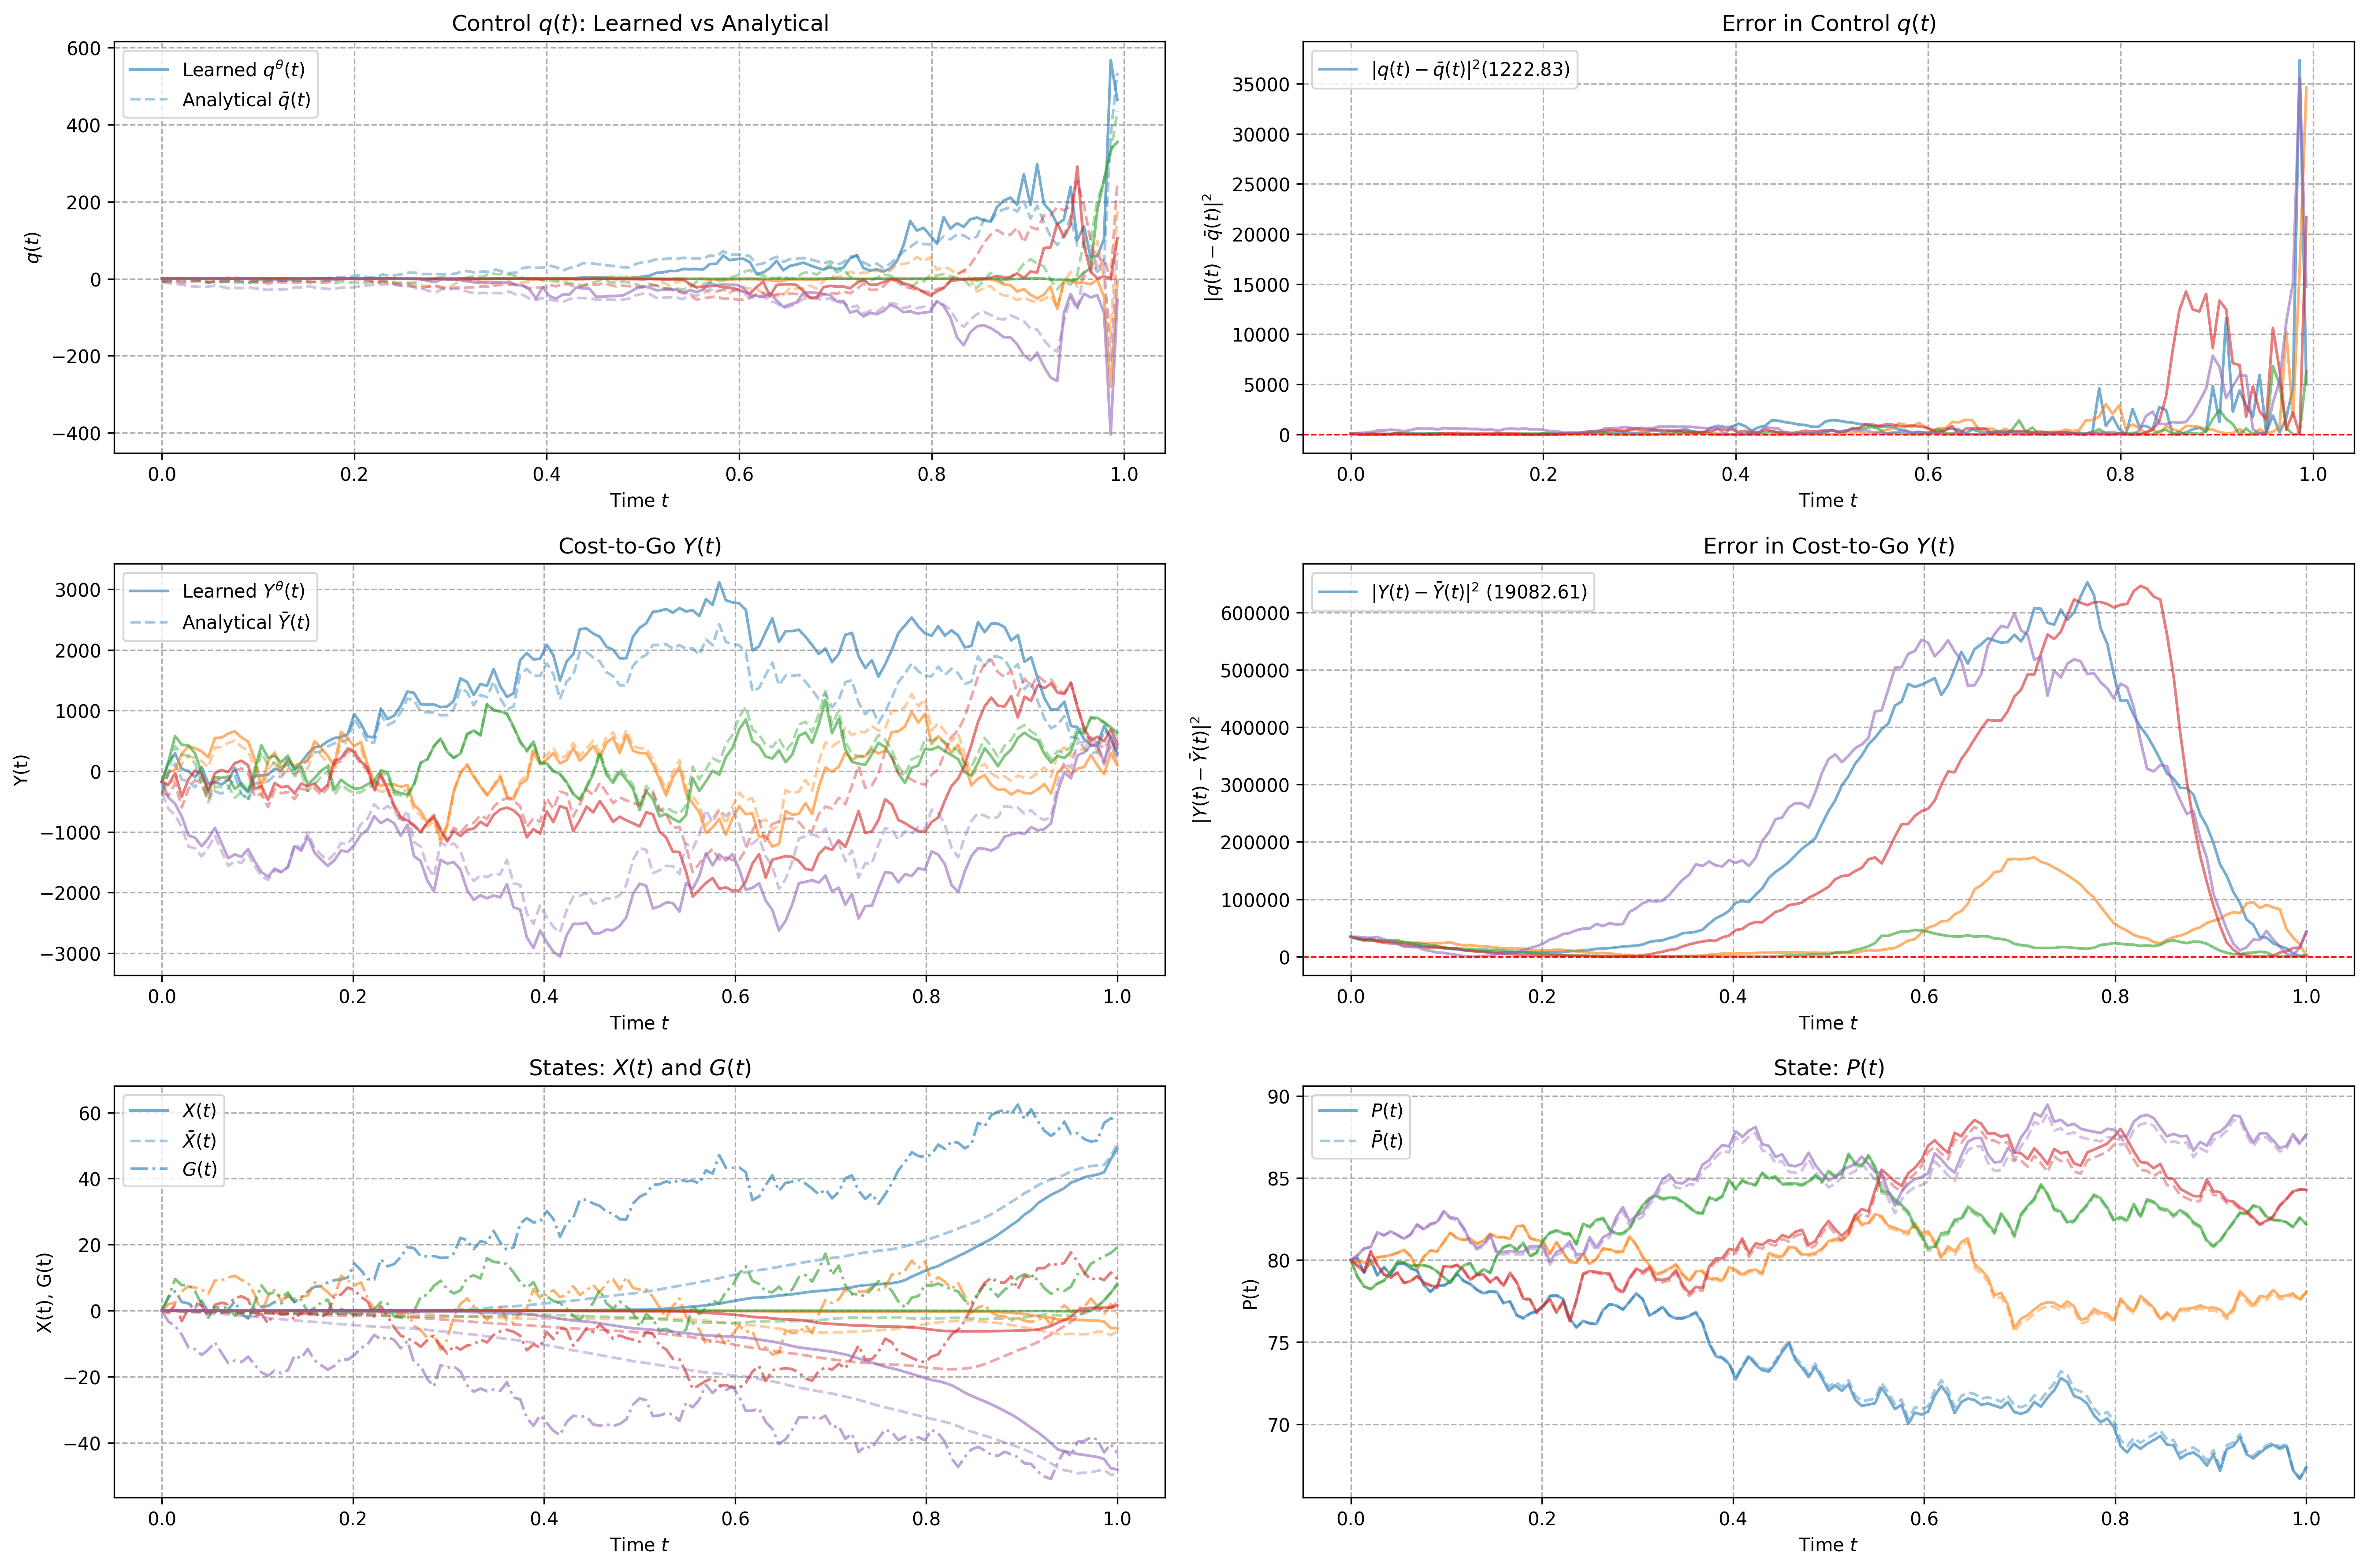 Control q(t): Learned vs Analytical
600
400
200
0
−200
−400
q(t)
Learned q^θ(t)
Analytical q̄(t)
0.0 0.2 0.4 0.6 0.8 1.0
Time t
Error in Control q(t)
35000
30000
25000
20000
15000
10000
5000
0
|q(t) − q̄(t)|²
|q(t) − q̄(t)|²(1222.83)
0.0 0.2 0.4 0.6 0.8 1.0
Time t
Cost-to-Go Y(t)
3000
2000
1000
0
−1000
−2000
−3000
Y(t)
Learned Y^θ(t)
Analytical Ȳ(t)
0.0 0.2 0.4 0.6 0.8 1.0
Time t
Error in Cost-to-Go Y(t)
600000
500000
400000
300000
200000
100000
0
|Y(t) − Ȳ(t)|²
|Y(t) − Ȳ(t)|² (19082.61)
0.0 0.2 0.4 0.6 0.8 1.0
Time t
States: X(t) and G(t)
60
40
20
0
−20
−40
X(t), G(t)
X(t)
X̄(t)
G(t)
0.0 0.2 0.4 0.6 0.8 1.0
Time t
State: P(t)
90
85
80
75
70
P(t)
P(t)
P̄(t)
0.0 0.2 0.4 0.6 0.8 1.0
Time t